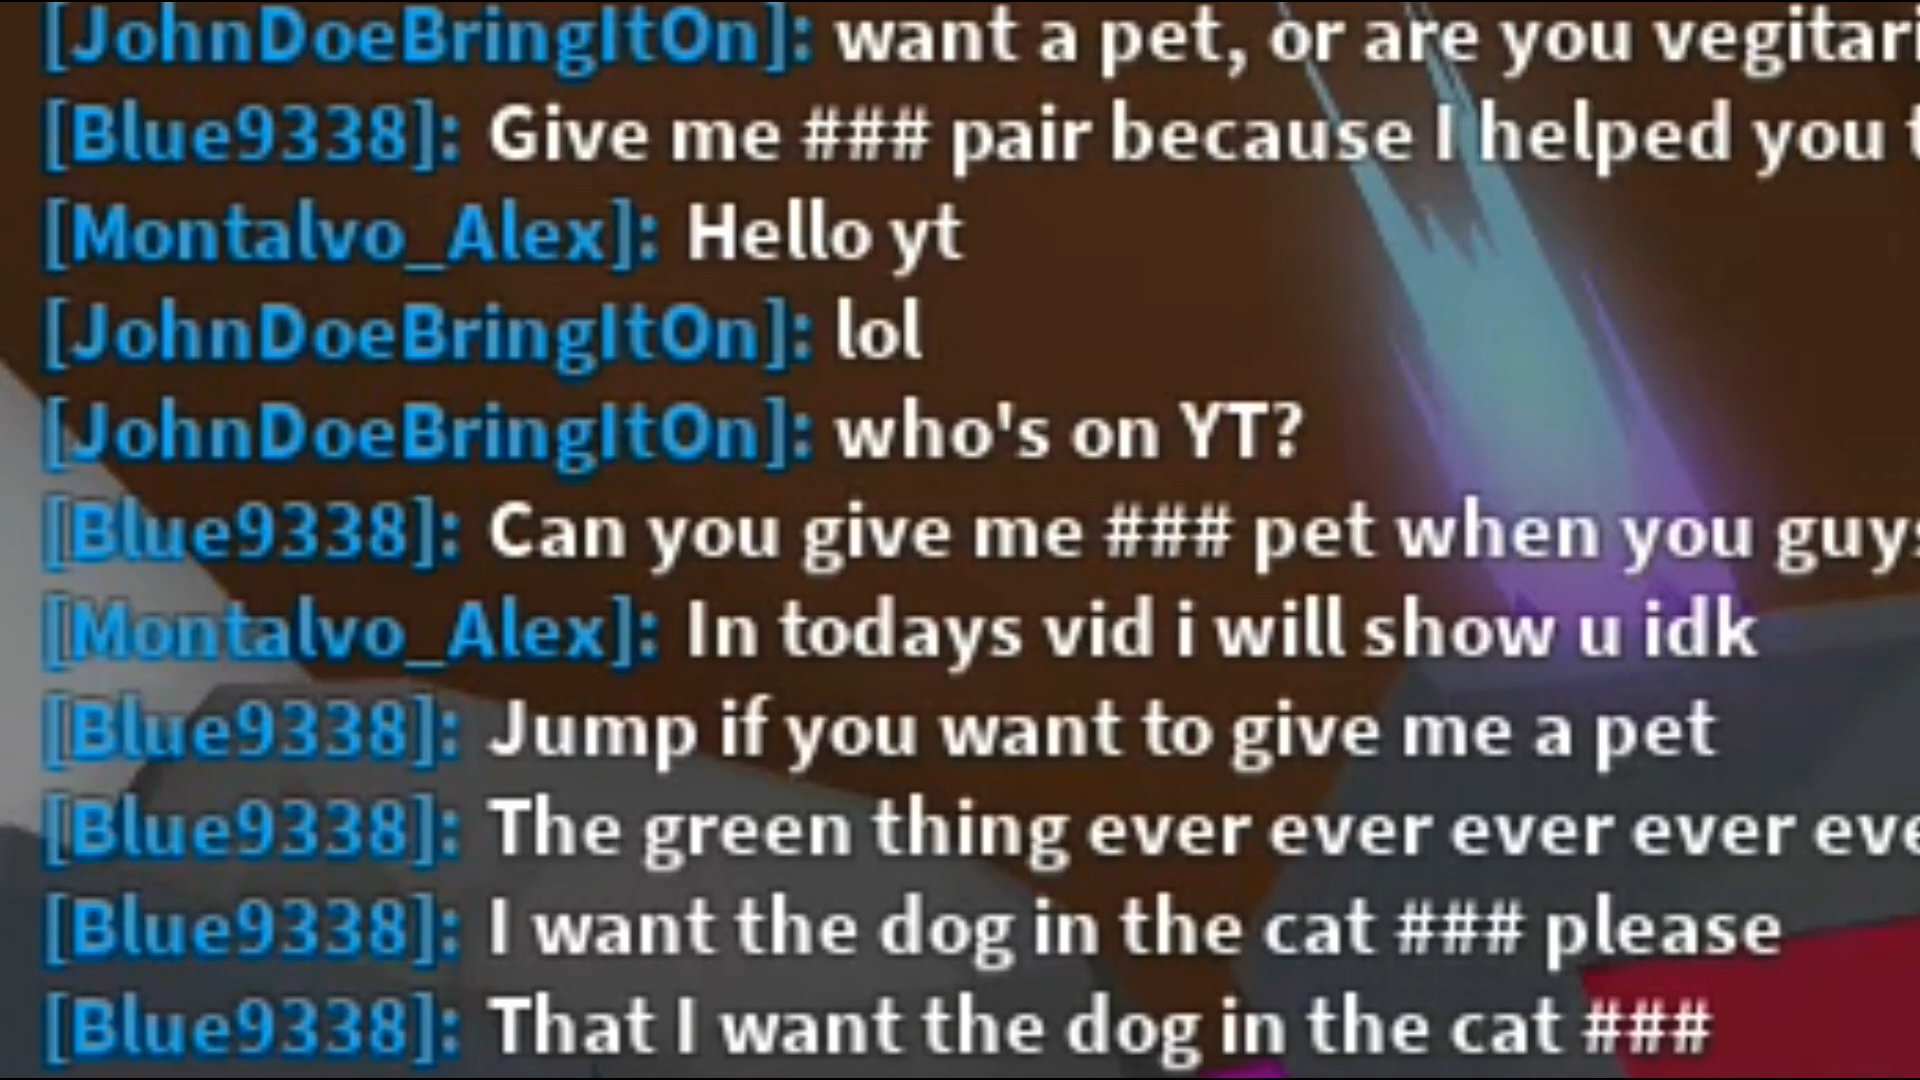 [JohnDoeBringItOn]: want a pet, or are you vegitari
[Blue9338]: Give me ### pair because I helped you t
[Montalvo_Alex]: Hello yt
[JohnDoeBringItOn]: lol
[JohnDoeBringItOn]: who's on YT?
[Blue9338]: Can you give me ### pet when you guys
[Montalvo_Alex]: In todays vid i will show u idk
[Blue9338]: Jump if you want to give me a pet
[Blue9338]: The green thing ever ever ever ever eve
[Blue9338]: I want the dog in the cat ### please
[Blue9338]: That I want the dog in the cat ###